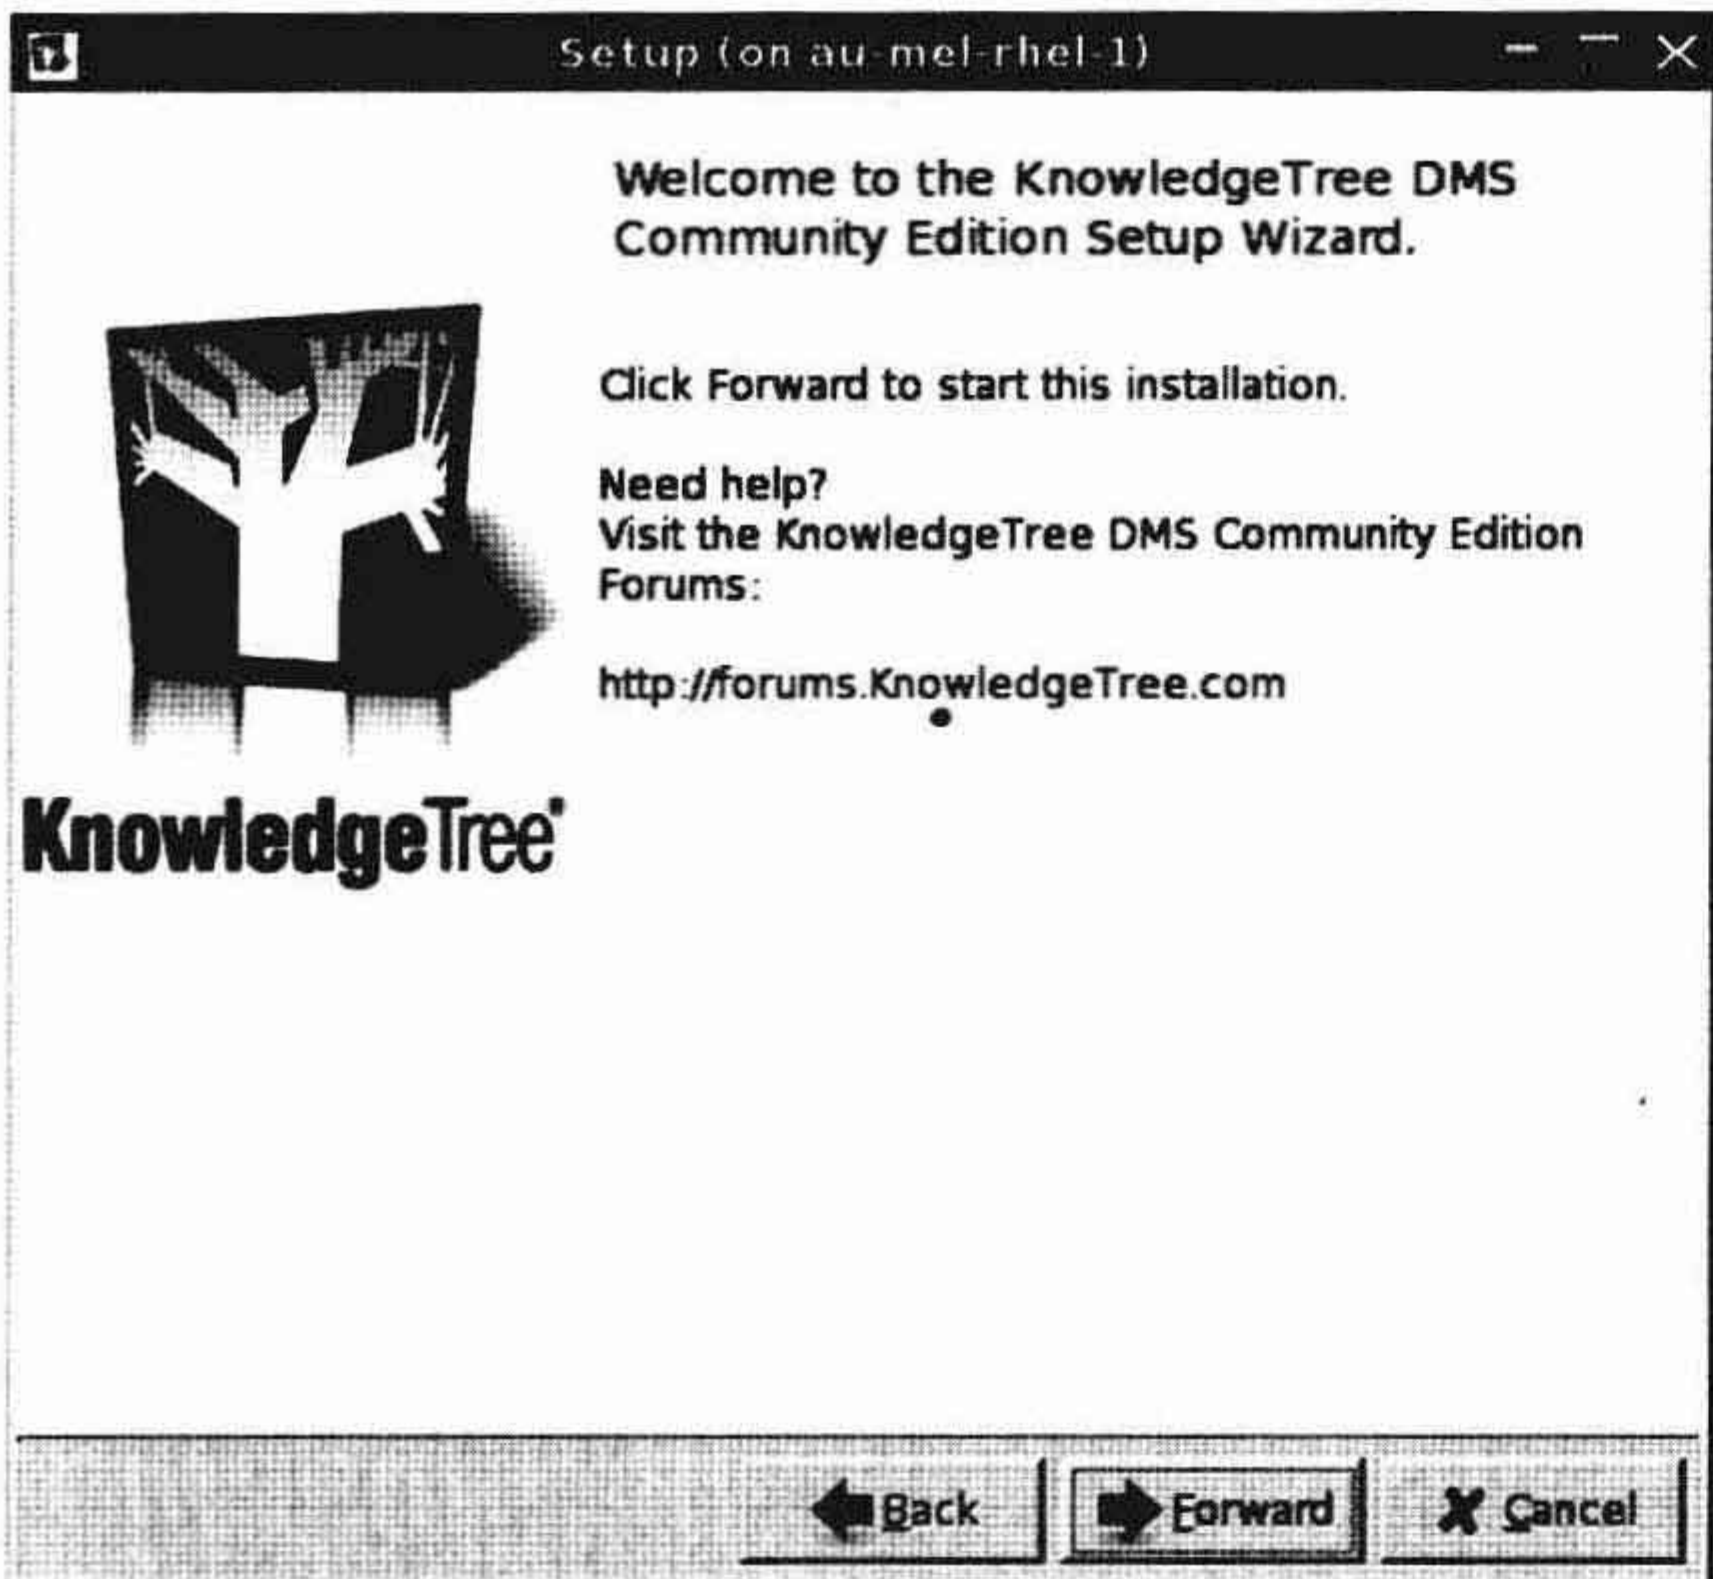 Setup (on au-mel-rhel-1)
Welcome to the KnowledgeTree DMS
Community Edition Setup Wizard.
Click Forward to start this installation.
Need help?
Visit the KnowledgeTree DMS Community Edition
Forums:
http://forums.KnowledgeTree.com
KnowledgeTree
Back
Forward
Cancel